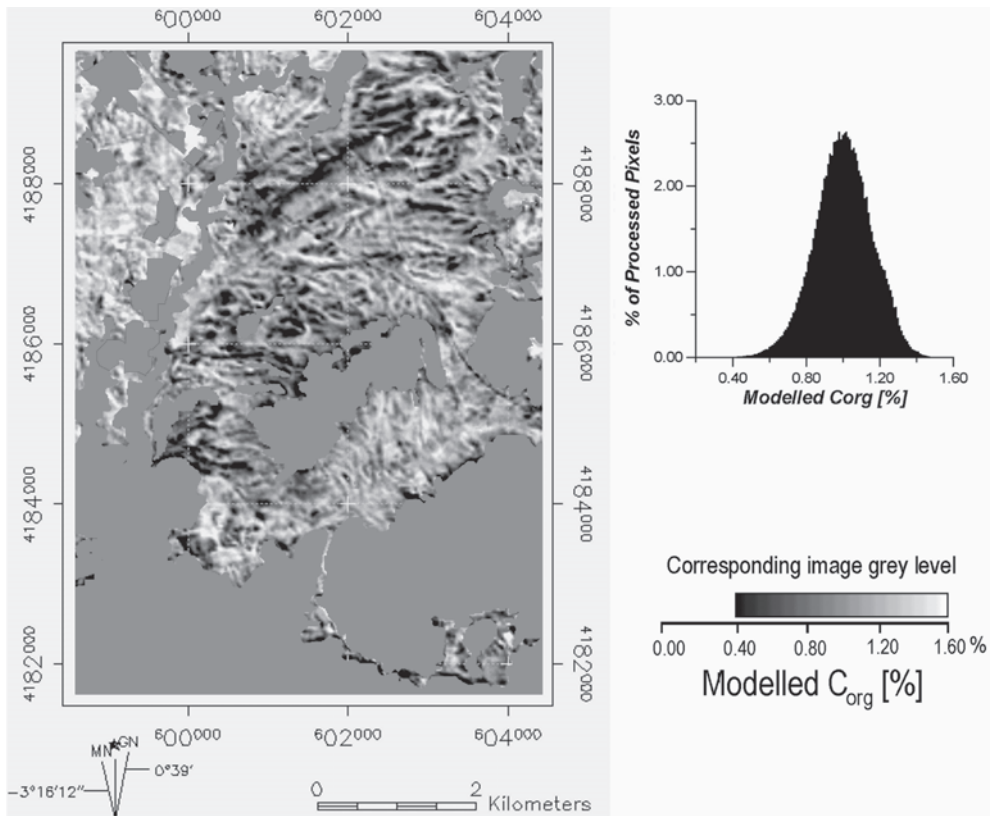 600000 602000 604000
4188000
4186000
4184000
4182000
4188000
4186000
4184000
4182000
600000 602000 604000
MN GN
0°39'
-3°16'12"
0 2
Kilometers
3.00
2.00
1.00
0.00
% of Processed Pixels
0.40 0.80 1.20 1.60
Modelled Corg [%]
Corresponding image grey level
0.00 0.40 0.80 1.20 1.60 %
Modelled Corg [%]